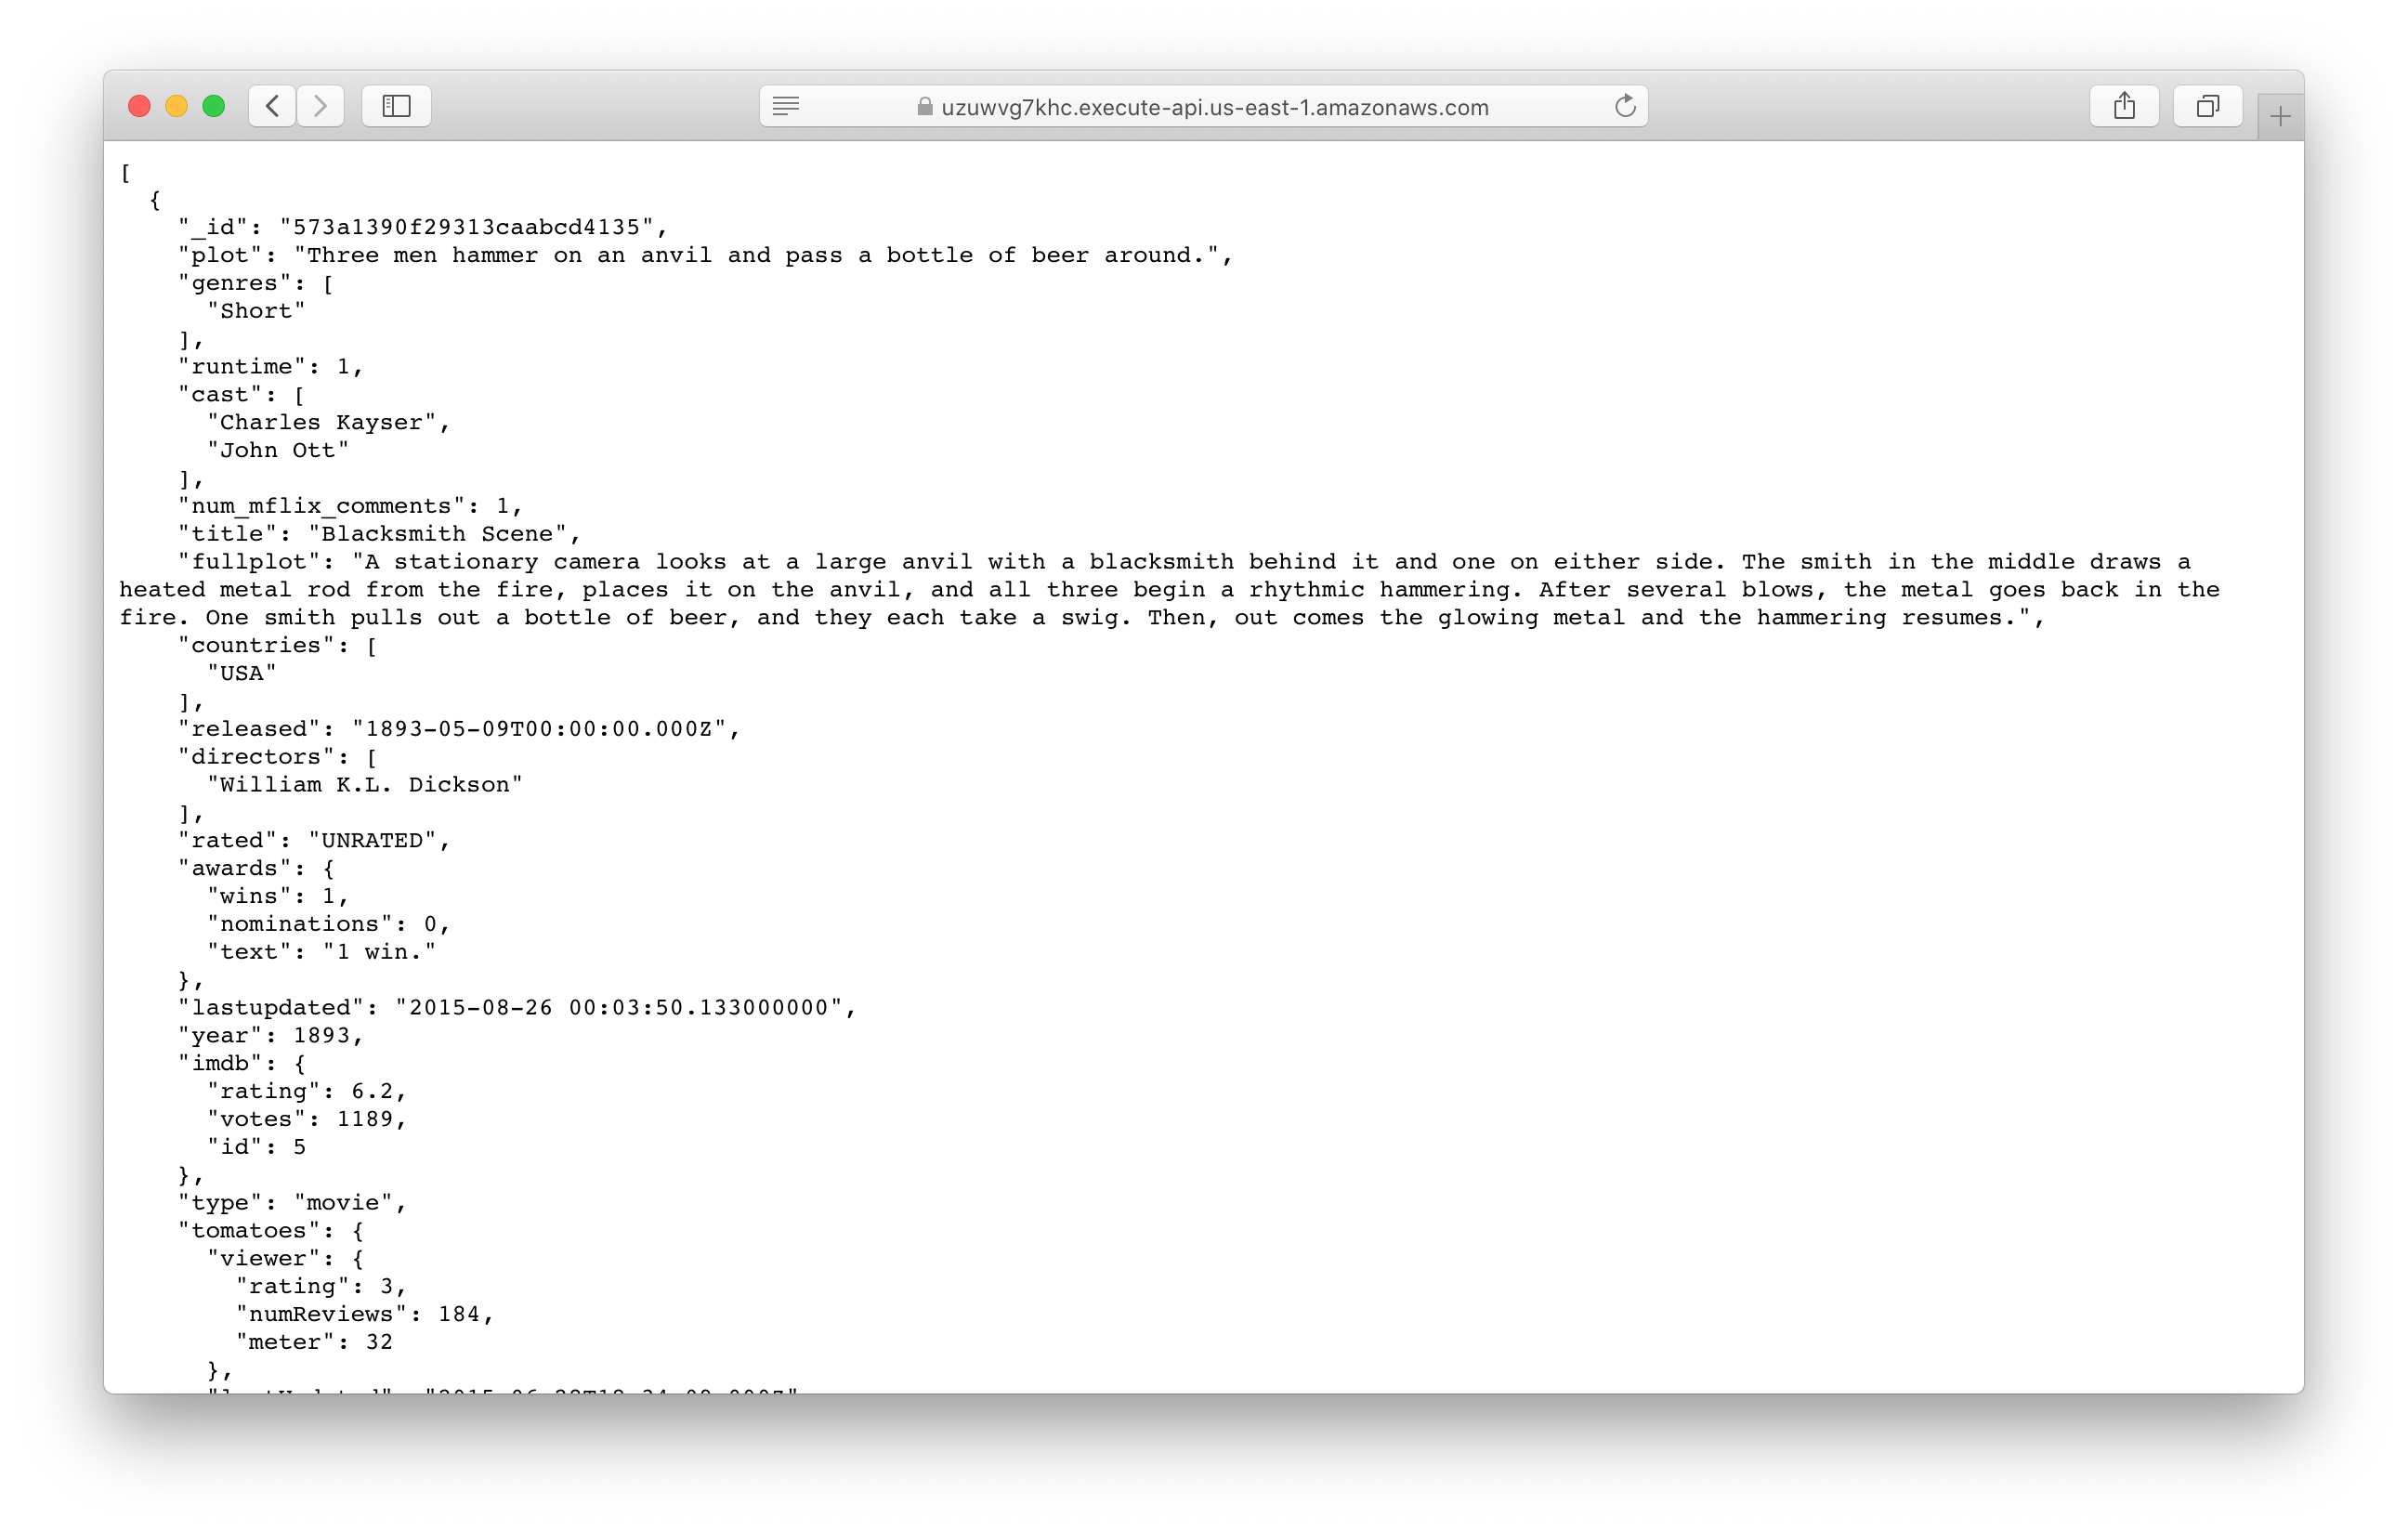 uzuwvg7khc.execute-api.us-east-1.amazonaws.com
[
  {
    "_id": "573a1390f29313caabcd4135",
    "plot": "Three men hammer on an anvil and pass a bottle of beer around.",
    "genres": [
      "Short"
    ],
    "runtime": 1,
    "cast": [
      "Charles Kayser",
      "John Ott"
    ],
    "num_mflix_comments": 1,
    "title": "Blacksmith Scene",
    "fullplot": "A stationary camera looks at a large anvil with a blacksmith behind it and one on either side. The smith in the middle draws a
heated metal rod from the fire, places it on the anvil, and all three begin a rhythmic hammering. After several blows, the metal goes back in the
fire. One smith pulls out a bottle of beer, and they each take a swig. Then, out comes the glowing metal and the hammering resumes.",
    "countries": [
      "USA"
    ],
    "released": "1893-05-09T00:00:00.000Z",
    "directors": [
      "William K.L. Dickson"
    ],
    "rated": "UNRATED",
    "awards": {
      "wins": 1,
      "nominations": 0,
      "text": "1 win."
    },
    "lastupdated": "2015-08-26 00:03:50.133000000",
    "year": 1893,
    "imdb": {
      "rating": 6.2,
      "votes": 1189,
      "id": 5
    },
    "type": "movie",
    "tomatoes": {
      "viewer": {
        "rating": 3,
        "numReviews": 184,
        "meter": 32
      },